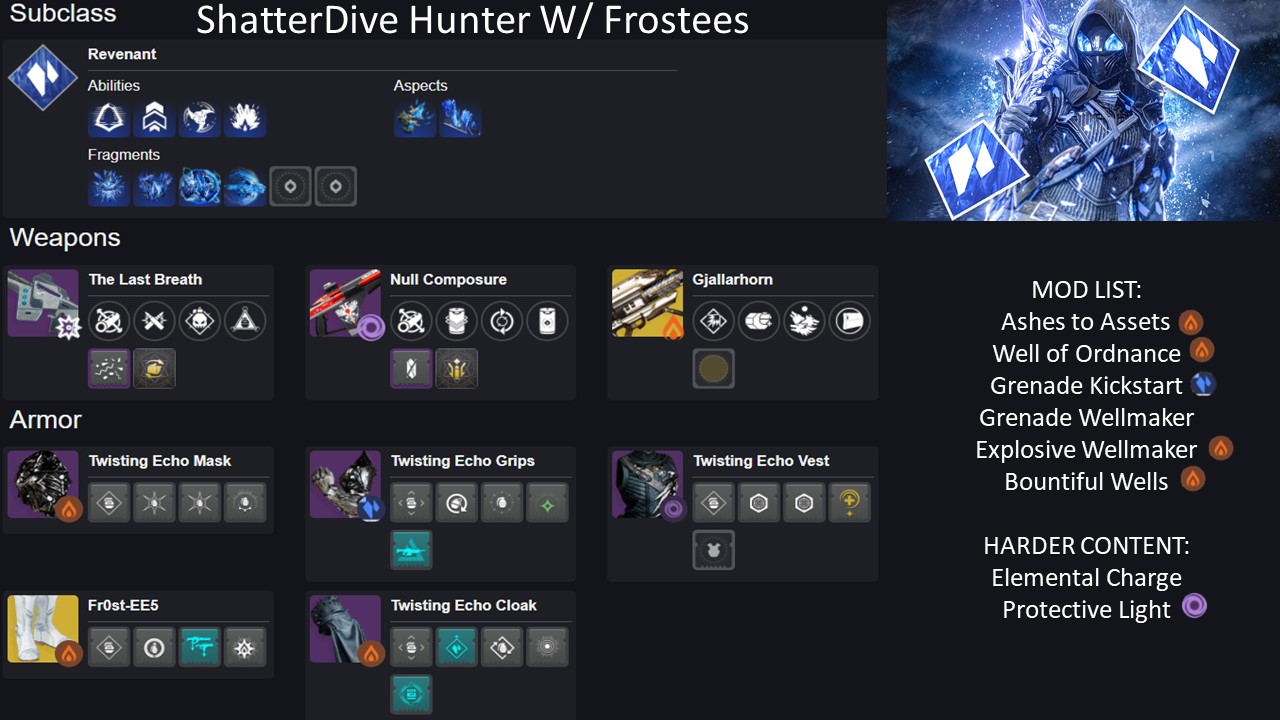 Subclass
ShatterDive Hunter W/ Frostees
Revenant
Abilities
Aspects
Fragments
Weapons
The Last Breath
Null Composure
Gjallarhorn
Armor
Twisting Echo Mask
Twisting Echo Grips
Twisting Echo Vest
Fr0st-EE5
Twisting Echo Cloak
MOD LIST:
Ashes to Assets
Well of Ordnance
Grenade Kickstart
Grenade Wellmaker
Explosive Wellmaker
Bountiful Wells
HARDER CONTENT:
Elemental Charge
Protective Light